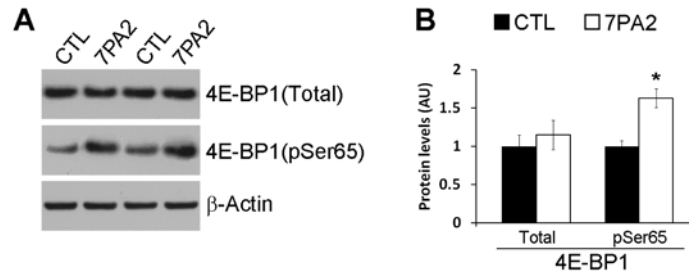 A
CTL 7PA2 CTL 7PA2
4E-BP1(Total)
4E-BP1(pSer65)
β-Actin
B
CTL 7PA2
Protein levels (AU)
2
1.5
1
0.5
0
*
Total pSer65
4E-BP1